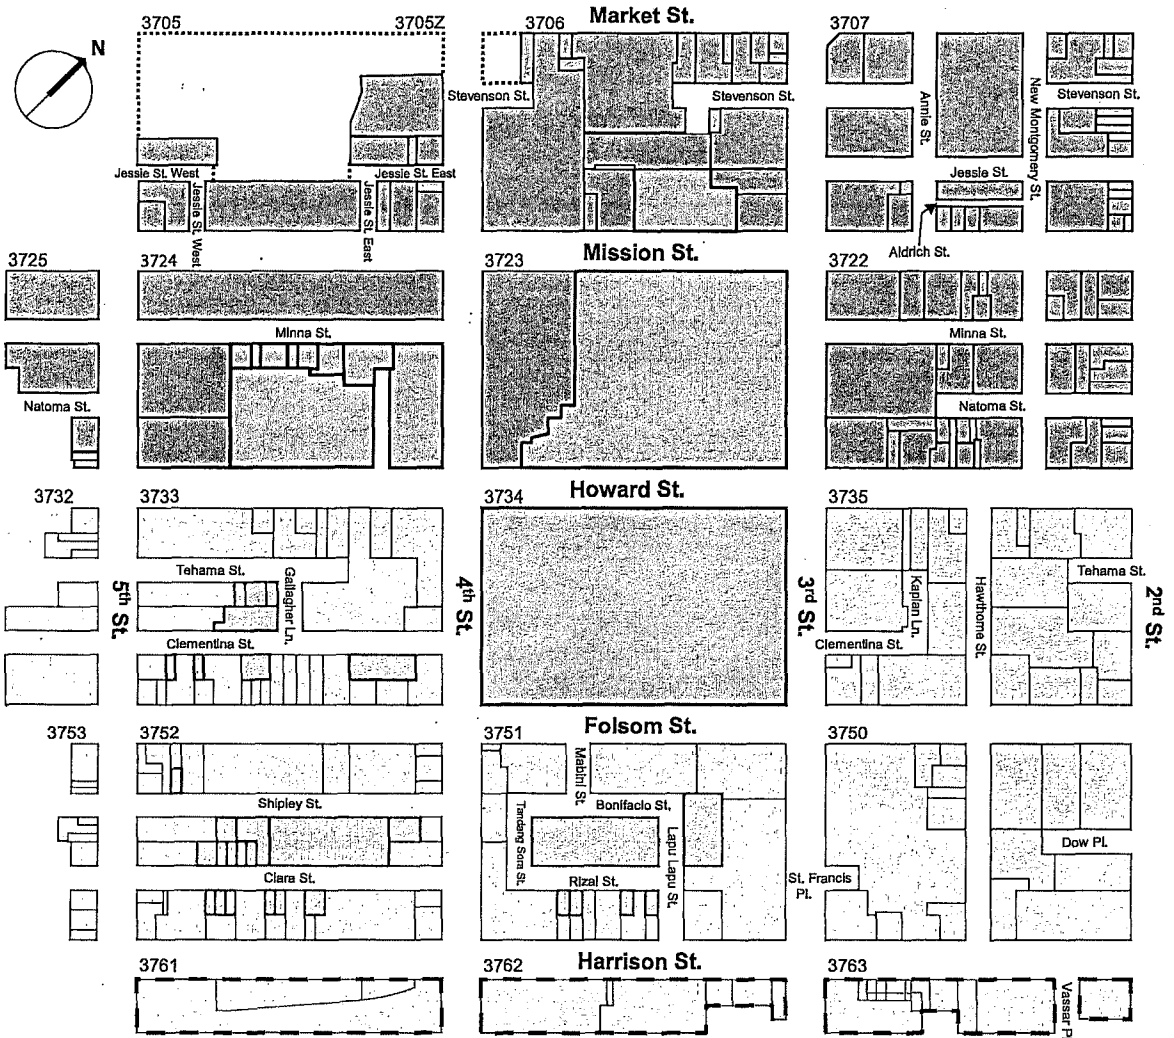 Market St.
3705
3705Z
3706
3707
N
Stevenson St.
Stevenson St.
Annie St.
New Montgomery St.
Stevenson St.
Jessie St. West
Jessie St. West
Jessie St. East
Jessie St. East
Jessie St.
Aldrich St.
Mission St.
3725
3724
3723
3722
Minna St.
Minna St.
Natoma St.
Natoma St.
Howard St.
3732
3733
3734
3735
Tehama St.
Gallagher Ln.
Kaplan Ln.
Hawthorne St.
Tehama St.
5th St.
4th St.
3rd St.
2nd St.
Clementina St.
Clementina St.
Folsom St.
3753
3752
3751
3750
Mabini St.
Shipley St.
Bonifacio St.
Tandang Sora St.
Lapu Lapu St.
Dow Pl.
Clara St.
Rizal St.
St. Francis
Pl.
Harrison St.
3761
3762
3763
Vassar P